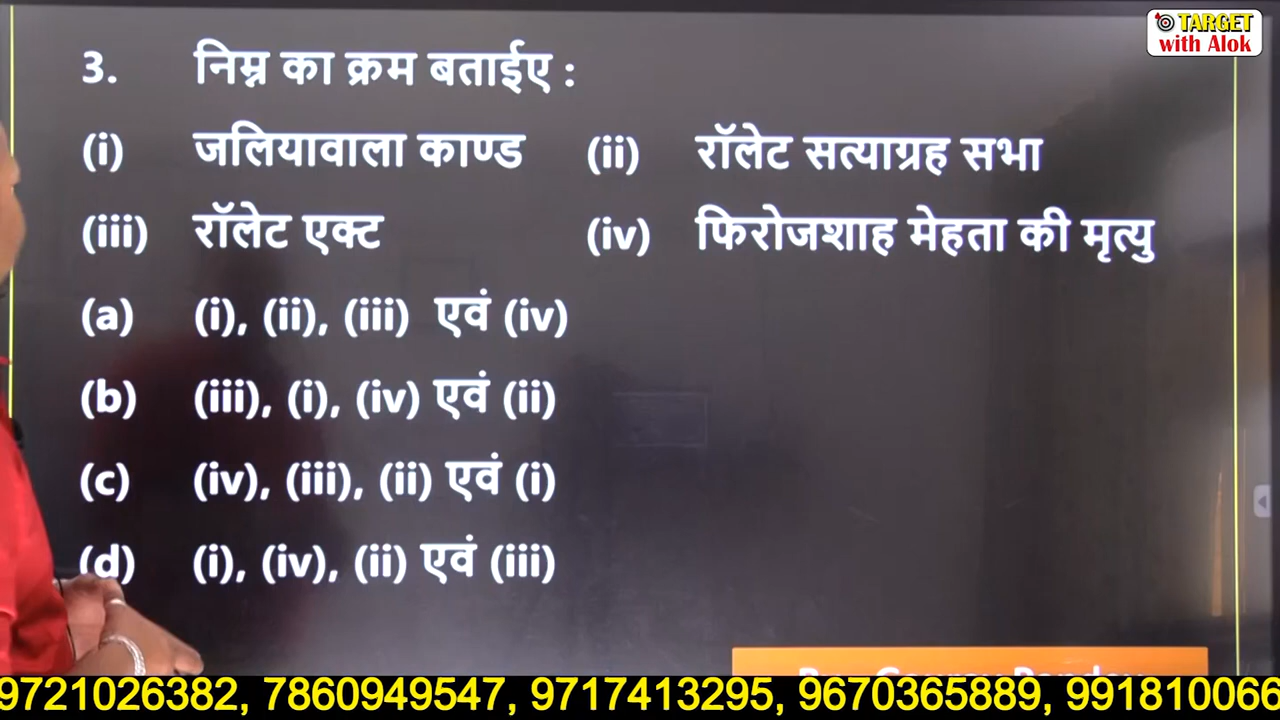 TARGET
with Alok
3. निम्न का क्रम बताईए :
(i) जलियावाला काण्ड (ii) रॉलेट सत्याग्रह सभा
(iii) रॉलेट एक्ट (iv) फिरोजशाह मेहता की मृत्यु
(a) (i), (ii), (iii) एवं (iv)
(b) (iii), (i), (iv) एवं (ii)
(c) (iv), (iii), (ii) एवं (i)
(d) (i), (iv), (ii) एवं (iii)
9721026382, 7860949547, 9717413295, 9670365889, 991810066